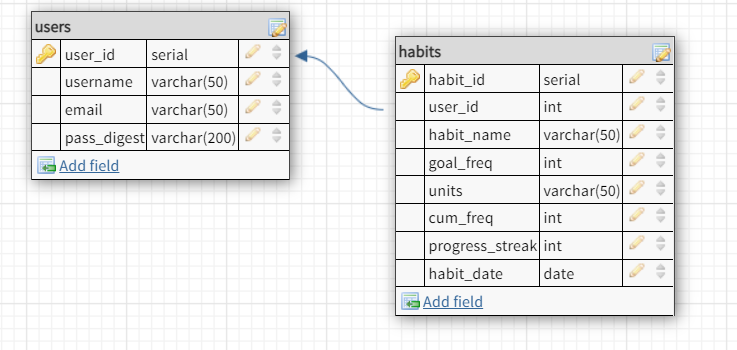 users
user_id serial
username varchar(50)
email varchar(50)
pass_digest varchar(200)
Add field
habits
habit_id serial
user_id int
habit_name varchar(50)
goal_freq int
units varchar(50)
cum_freq int
progress_streak int
habit_date date
Add field